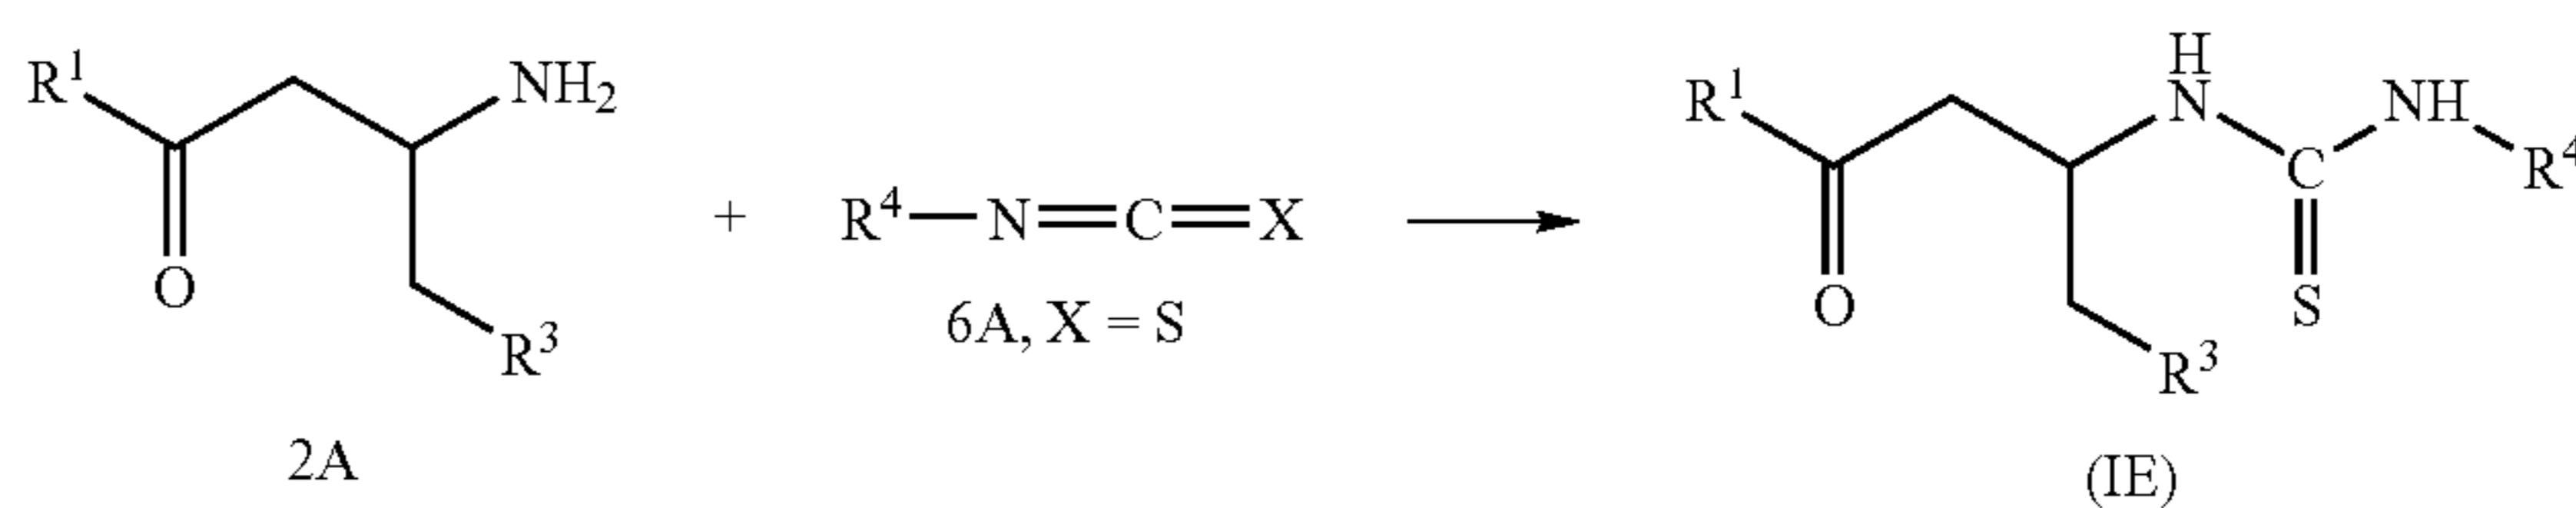 R¹ NH₂
O
R³
2A
+
R⁴—N=C=X
6A, X = S
R¹ H N NH
C R⁴
O S
R³
(IE)